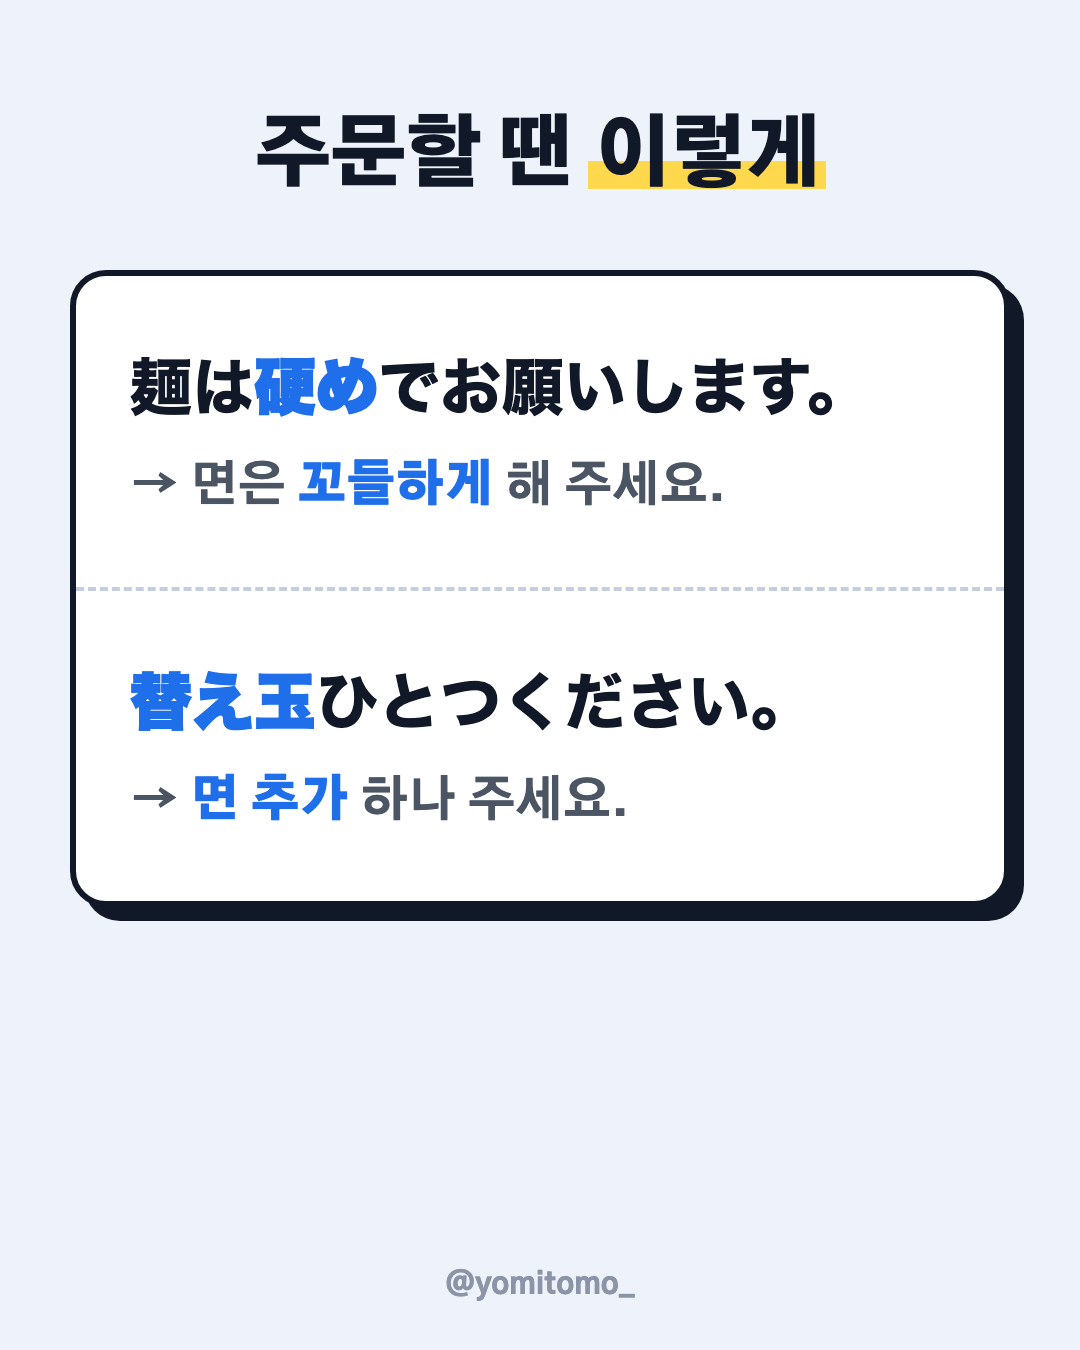 주문할 땐 이렇게
麺は硬めでお願いします。
→ 면은 꼬들하게 해 주세요.
替え玉ひとつください。
→ 면 추가 하나 주세요.
@yomitomo_